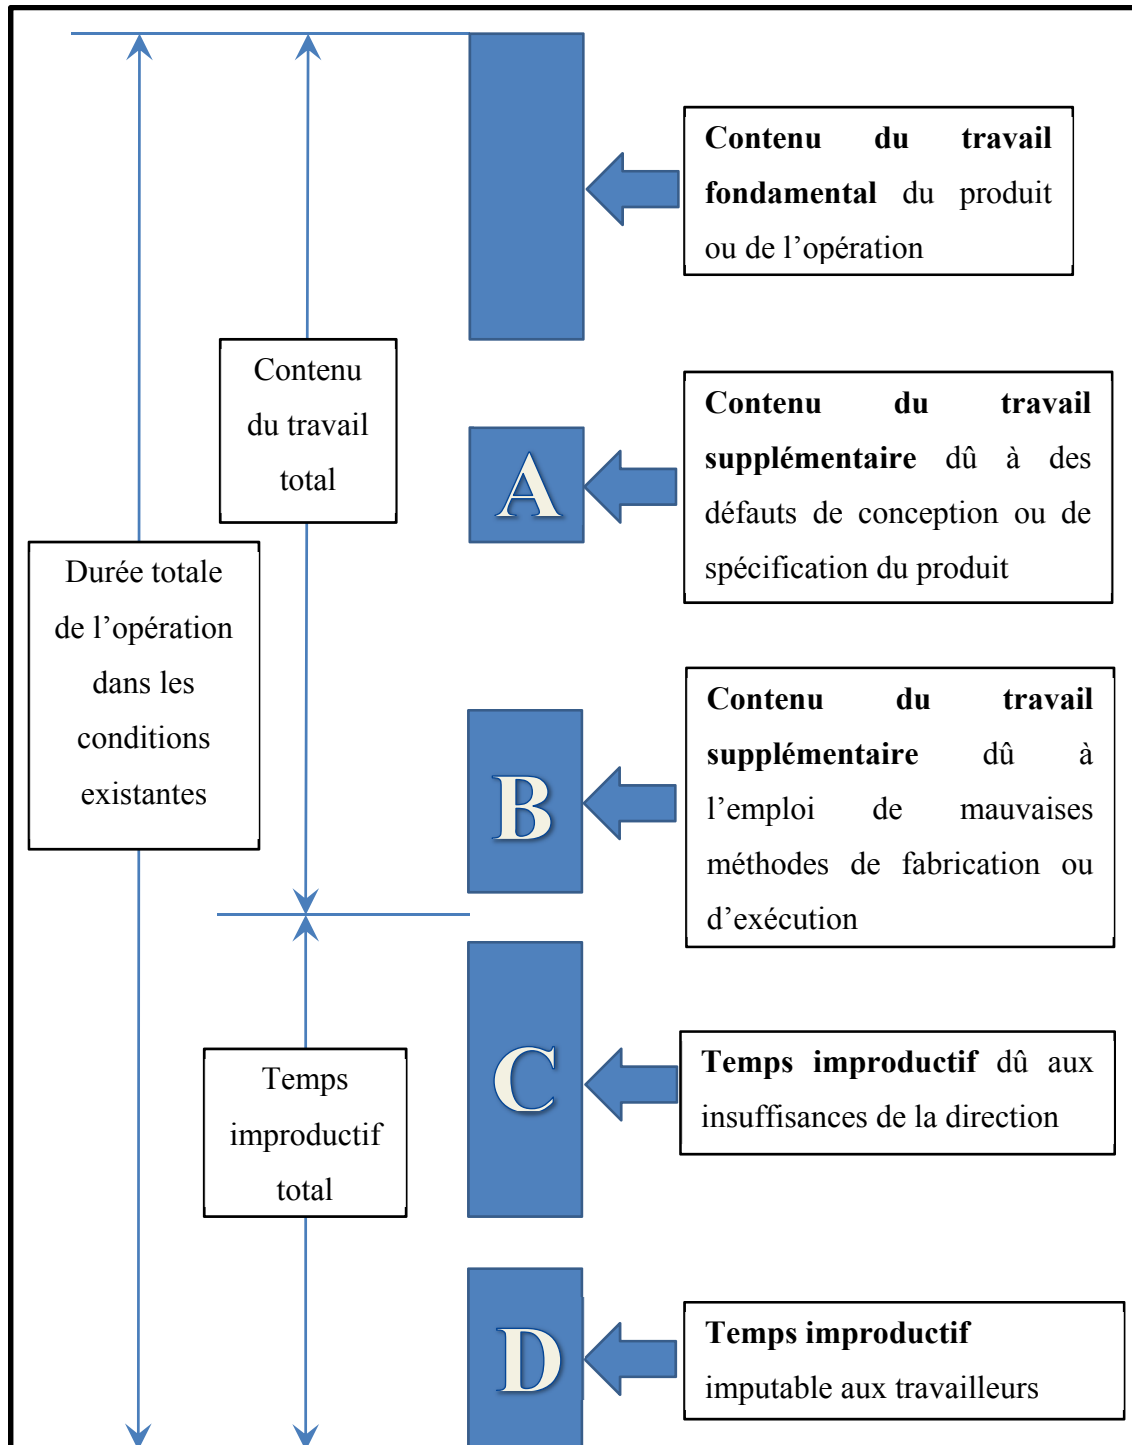 Contenu du travail
fondamental du produit
ou de l’opération
Contenu
du travail
total
Contenu du travail
supplémentaire dû à des
défauts de conception ou de
spécification du produit
A
Durée totale
de l’opération
dans les
conditions
existantes
Contenu du travail
supplémentaire dû à
l’emploi de mauvaises
méthodes de fabrication ou
d’exécution
B
Temps
improductif
total
C
Temps improductif dû aux
insuffisances de la direction
D
Temps improductif
imputable aux travailleurs